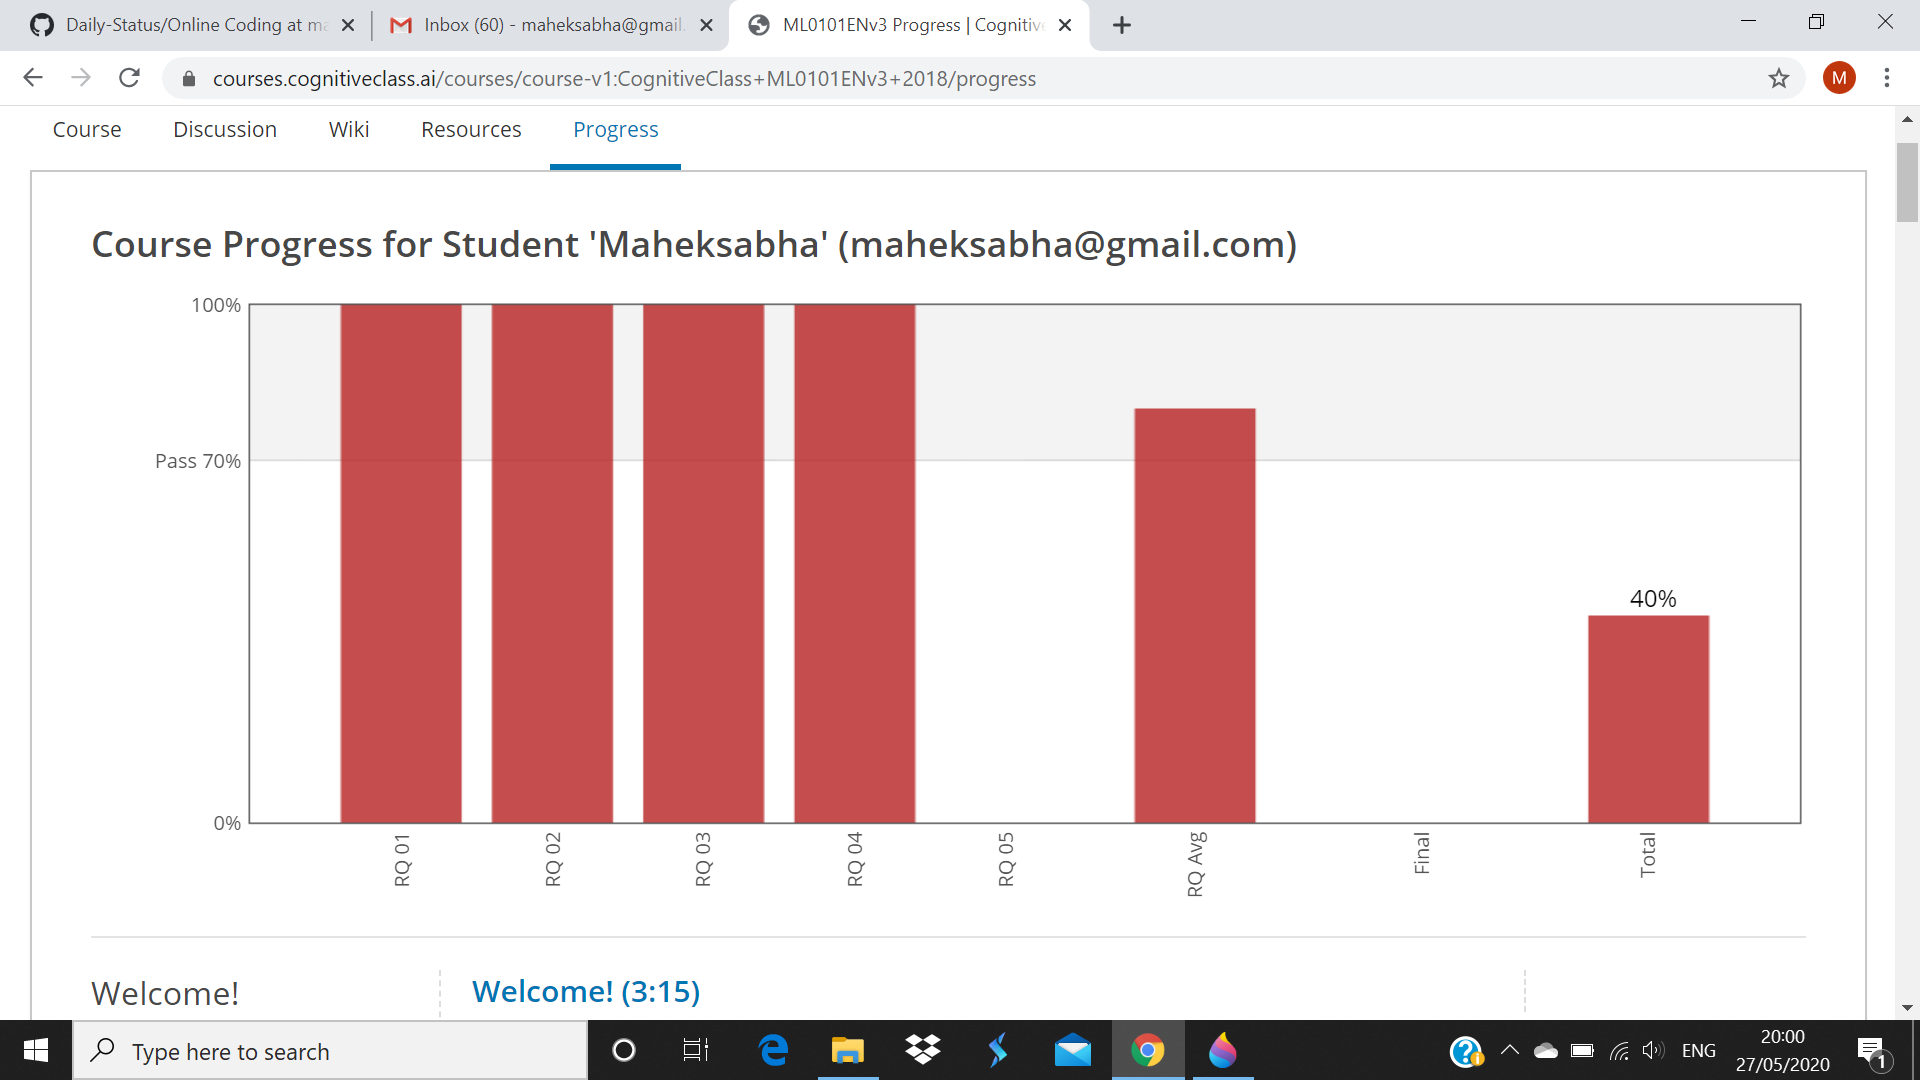 Daily-Status/Online Coding at ma
Inbox (60) - maheksabha@gmail.
ML0101ENv3 Progress | Cognitive
courses.cognitiveclass.ai/courses/course-v1:CognitiveClass+ML0101ENv3+2018/progress
M
Course Discussion Wiki Resources Progress
Course Progress for Student 'Maheksabha' (maheksabha@gmail.com)
100%
Pass 70%
40%
0%
RQ 01
RQ 02
RQ 03
RQ 04
RQ 05
RQ Avg
Final
Total
Welcome!
Welcome! (3:15)
Type here to search
ENG
20:00
27/05/2020
1